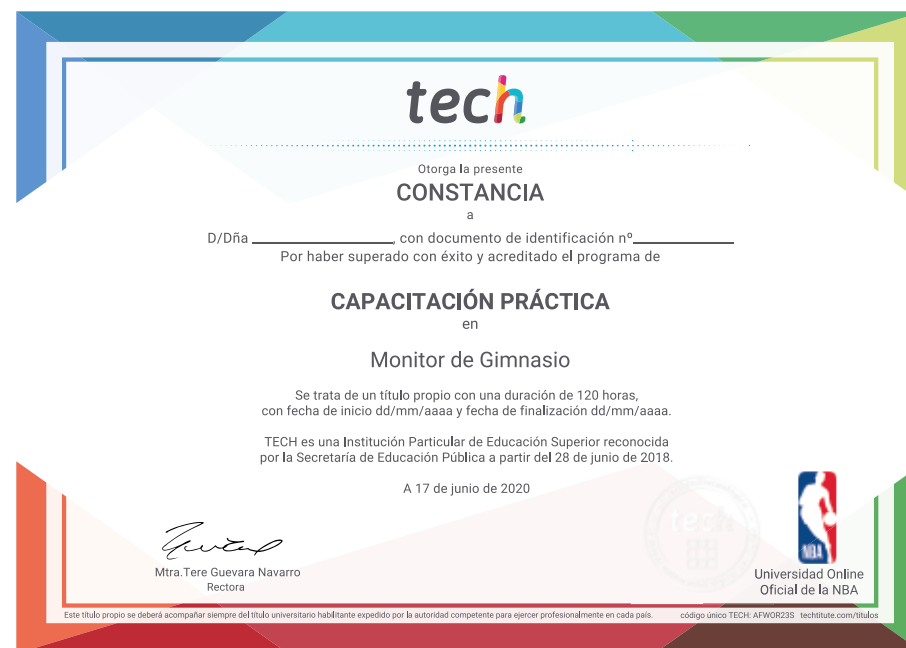 tech
Otorga la presente
CONSTANCIA
a
D/Dña ____________________, con documento de identificación nº______________
Por haber superado con éxito y acreditado el programa de
CAPACITACIÓN PRÁCTICA
en
Monitor de Gimnasio
Se trata de un título propio con una duración de 120 horas,
con fecha de inicio dd/mm/aaaa y fecha de finalización dd/mm/aaaa.
TECH es una Institución Particular de Educación Superior reconocida
por la Secretaría de Educación Pública a partir del 28 de junio de 2018.
A 17 de junio de 2020
tech
NBA
Mtra.Tere Guevara Navarro
Rectora
Universidad Online
Oficial de la NBA
Este título propio se deberá acompañar siempre del título universitario habilitante expedido por la autoridad competente para ejercer profesionalmente en cada país. código único TECH: AFWOR23S techtitute.com/titulos